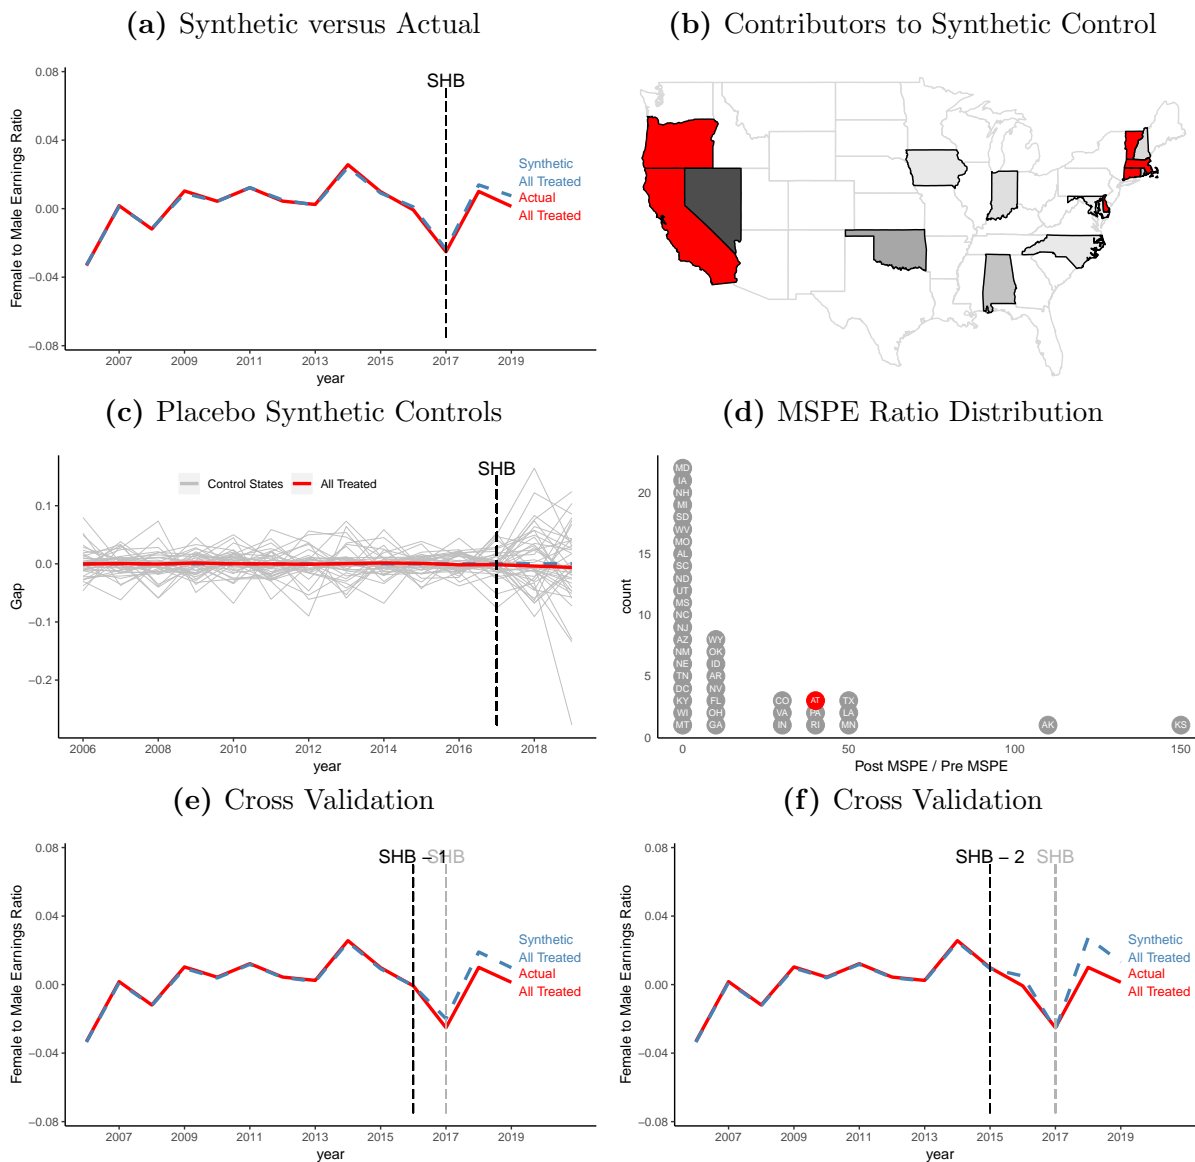 (a) Synthetic versus Actual
0.08
0.04
0.00
−0.04
−0.08
Female to Male Earnings Ratio
SHB
Synthetic
All Treated
Actual
All Treated
2007 2009 2011 2013 2015 2017 2019
year
(b) Contributors to Synthetic Control
(c) Placebo Synthetic Controls
0.1
0.0
−0.1
−0.2
Gap
Control States All Treated
SHB
2006 2008 2010 2012 2014 2016 2018
year
(d) MSPE Ratio Distribution
20
15
10
5
0
count
MD
IA
NH
MI
SD
WV
MO
AL
SC
ND
UT
MS
NC
NJ
AZ WY
NM OK
NE ID
TN AR
DC NV
KY FL CO AT TX
WI OH VA PA LA
MT GA IN RI MN AK KS
0 50 100 150
Post MSPE / Pre MSPE
(e) Cross Validation
0.08
0.04
0.00
−0.04
−0.08
Female to Male Earnings Ratio
SHB − 1 SHB
Synthetic
All Treated
Actual
All Treated
2007 2009 2011 2013 2015 2017 2019
year
(f) Cross Validation
0.08
0.04
0.00
−0.04
−0.08
Female to Male Earnings Ratio
SHB − 2 SHB
Synthetic
All Treated
Actual
All Treated
2007 2009 2011 2013 2015 2017 2019
year